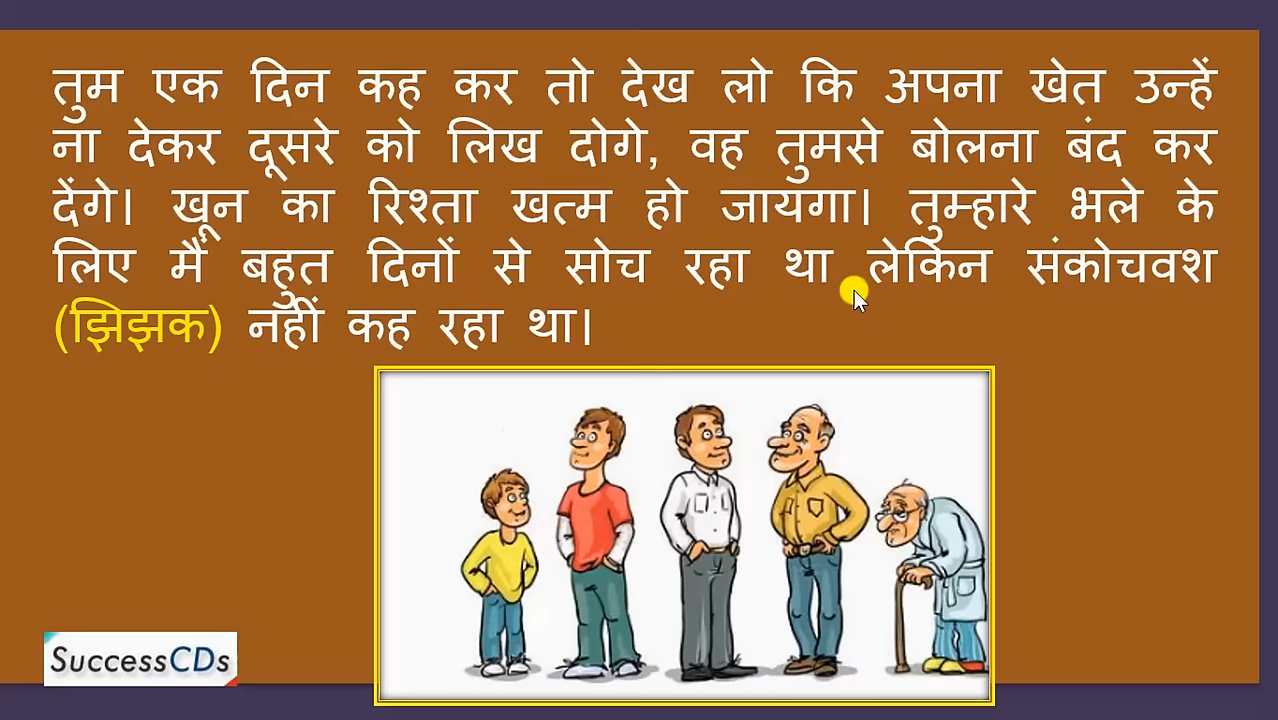 तुम एक दिन कह कर तो देख लो कि अपना खेत उन्हें
ना देकर दूसरे को लिख दोगे, वह तुमसे बोलना बंद कर
देंगे। खून का रिश्ता खत्म हो जायगा। तुम्हारे भले के
लिए मैं बहुत दिनों से सोच रहा था लेकिन संकोचवश
(झिझक) नहीं कह रहा था।
SuccessCDs